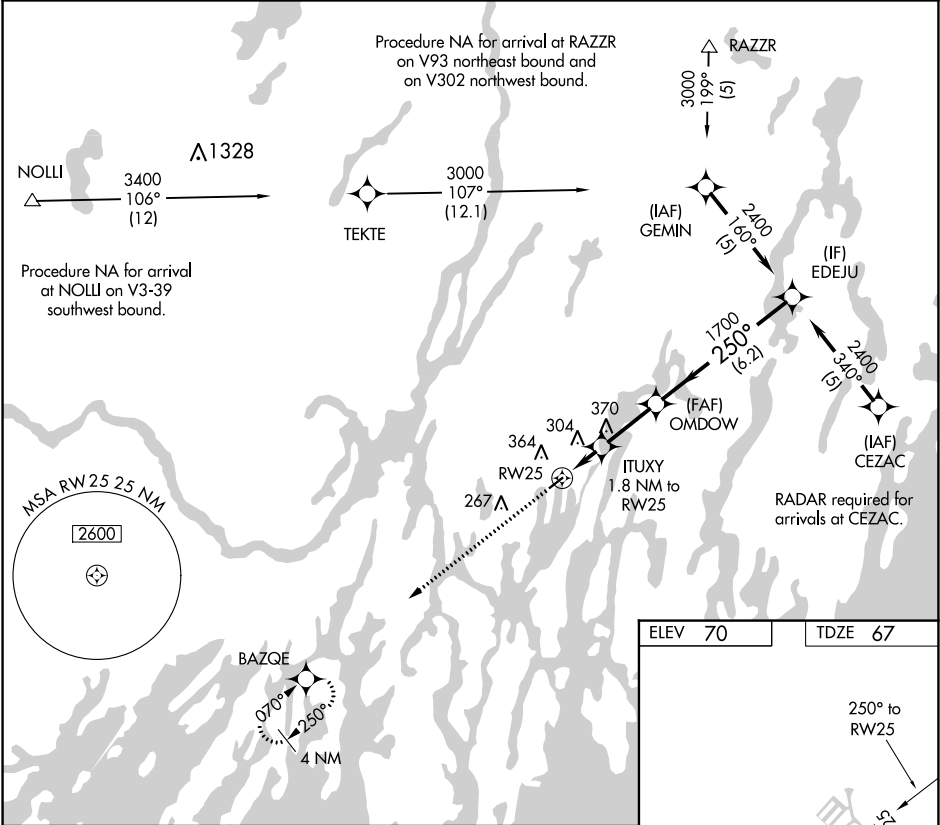 Procedure NA for arrival at RAZZR
on V93 northeast bound and
on V302 northwest bound.
RAZZR
3000
199°
(5)
1328
NOLLI
3400
106°
(12)
3000
107°
(12.1)
TEKTE
(IAF)
GEMIN
2400
160°
(5)
(IF)
EDEJU
Procedure NA for arrival
at NOLLI on V3-39
southwest bound.
1700
250°
(6.2)
2400
340°
(5)
(FAF)
OMDOW
370
304
364
RW25
ITUXY
1.8 NM to
RW25
(IAF)
CEZAC
267
RADAR required for
arrivals at CEZAC.
MSA RW25 25 NM
2600
BAZQE
070°
250°
4 NM
ELEV 70
TDZE 67
250° to
RW25